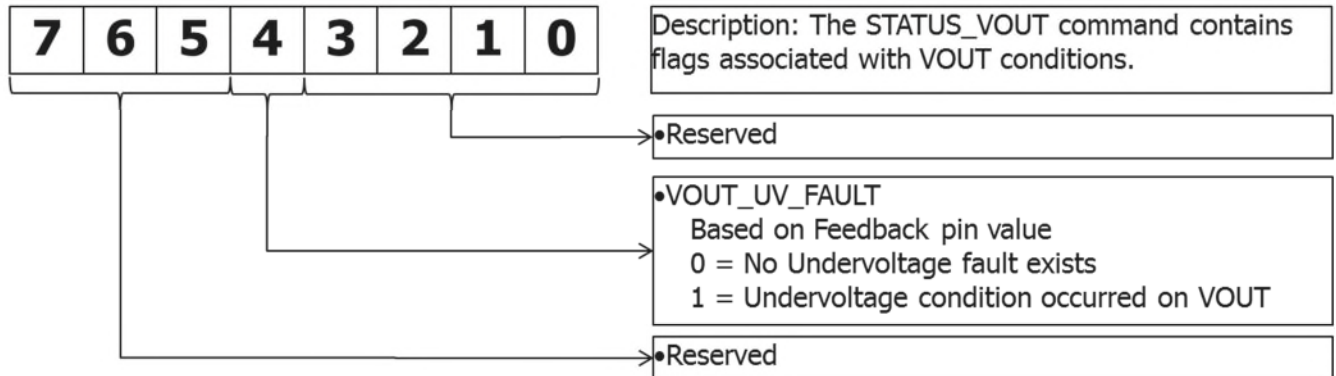 7 6 5 4 3 2 1 0
Description: The STATUS_VOUT command contains
flags associated with VOUT conditions.
•Reserved
•VOUT_UV_FAULT
Based on Feedback pin value
0 = No Undervoltage fault exists
1 = Undervoltage condition occurred on VOUT
•Reserved